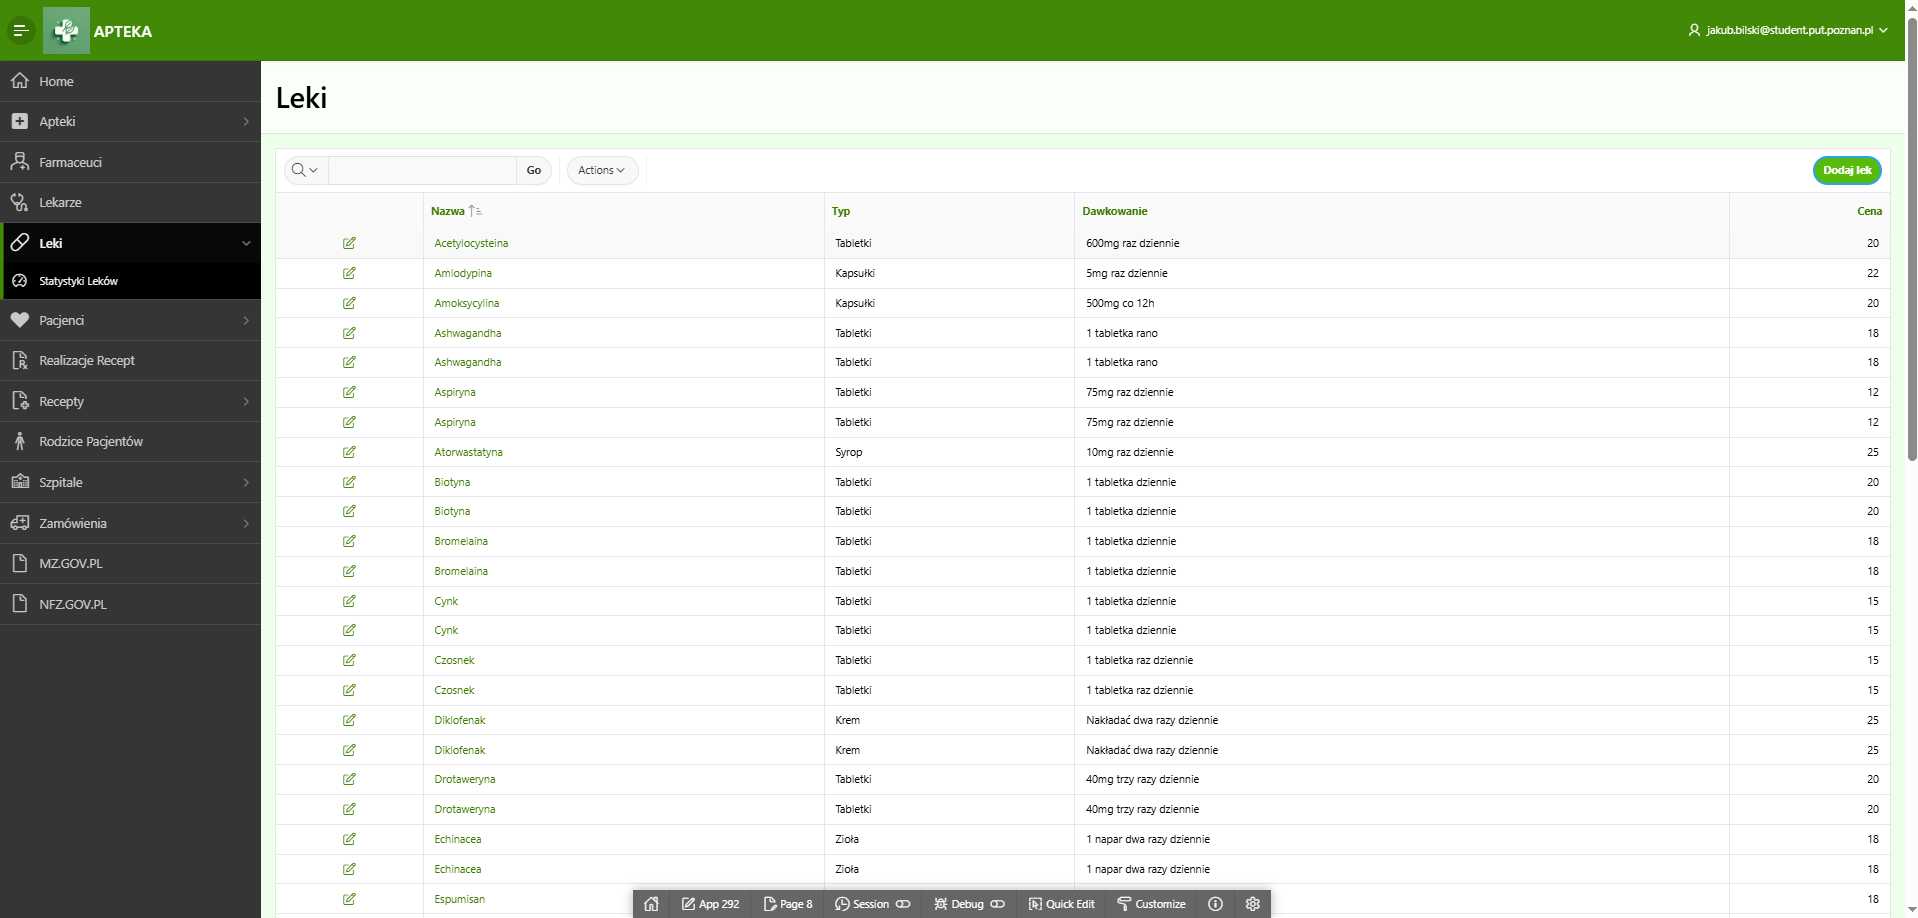 APTEKA
jakub.bilski@student.put.poznan.pl
Home
Apteki
Farmaceuci
Lekarze
Leki
Statystyki Leków
Pacjenci
Realizacje Recept
Recepty
Rodzice Pacjentów
Szpitale
Zamówienia
MZ.GOV.PL
NFZ.GOV.PL
Leki
Go Actions Dodaj lek
Nazwa Typ Dawkowanie Cena
Acetylocysteina Tabletki 600mg raz dziennie 20
Amlodypina Kapsułki 5mg raz dziennie 22
Amoksycylina Kapsułki 500mg co 12h 20
Ashwagandha Tabletki 1 tabletka rano 18
Ashwagandha Tabletki 1 tabletka rano 18
Aspiryna Tabletki 75mg raz dziennie 12
Aspiryna Tabletki 75mg raz dziennie 12
Atorwastatyna Syrop 10mg raz dziennie 25
Biotyna Tabletki 1 tabletka dziennie 20
Biotyna Tabletki 1 tabletka dziennie 20
Bromelaina Tabletki 1 tabletka dziennie 18
Bromelaina Tabletki 1 tabletka dziennie 18
Cynk Tabletki 1 tabletka dziennie 15
Cynk Tabletki 1 tabletka dziennie 15
Czosnek Tabletki 1 tabletka raz dziennie 15
Czosnek Tabletki 1 tabletka raz dziennie 15
Diklofenak Krem Nakładać dwa razy dziennie 25
Diklofenak Krem Nakładać dwa razy dziennie 25
Drotaweryna Tabletki 40mg trzy razy dziennie 20
Drotaweryna Tabletki 40mg trzy razy dziennie 20
Echinacea Zioła 1 napar dwa razy dziennie 18
Echinacea Zioła 1 napar dwa razy dziennie 18
Espumisan 18
App 292 Page 8 Session Debug Quick Edit Customize